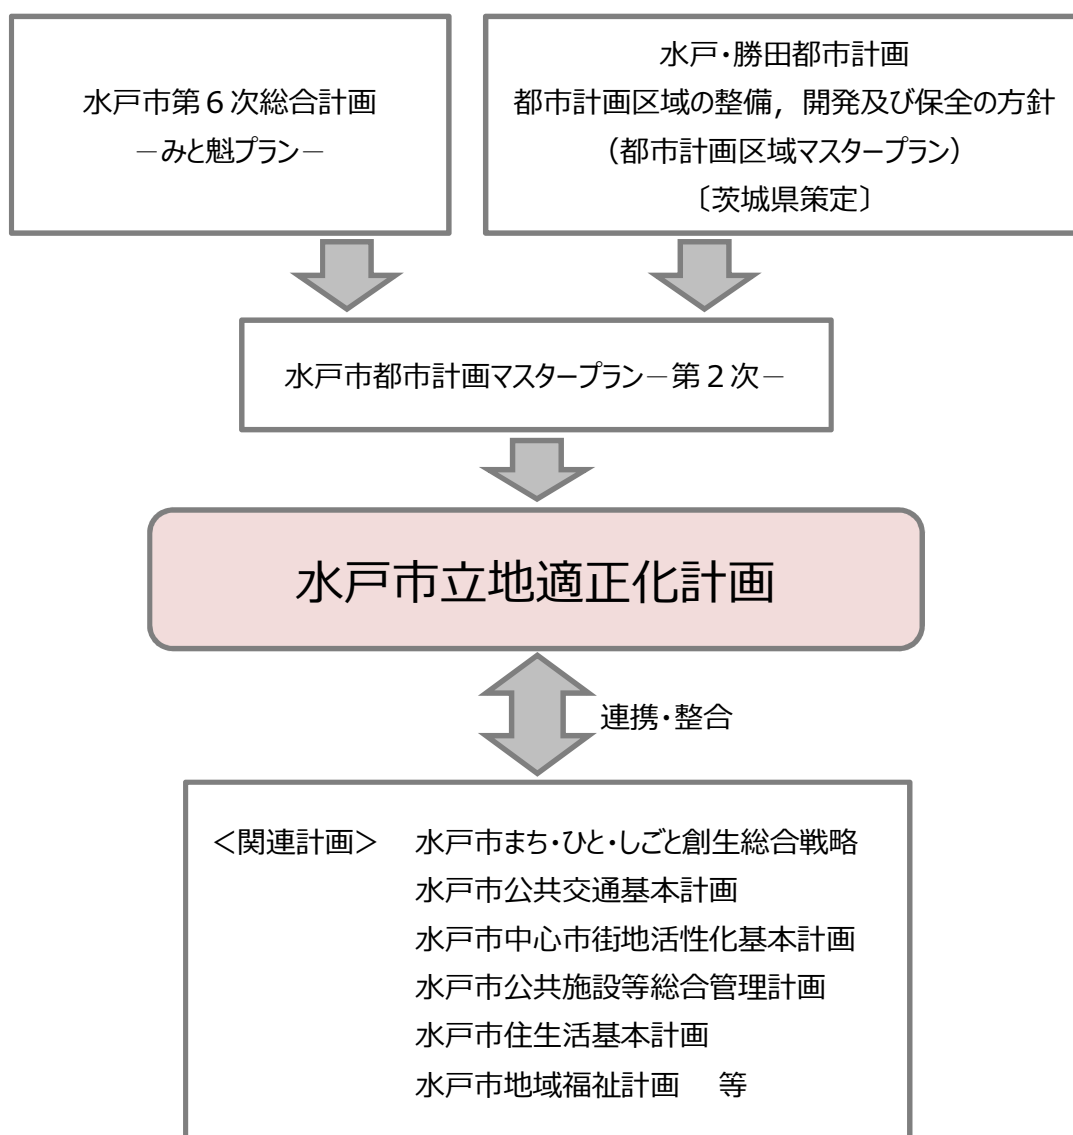 水戸市第６次総合計画
－みと魁プラン－
水戸・勝田都市計画
都市計画区域の整備，開発及び保全の方針
（都市計画区域マスタープラン）
〔茨城県策定〕
水戸市都市計画マスタープラン－第２次－
水戸市立地適正化計画
連携・整合
＜関連計画＞ 水戸市まち・ひと・しごと創生総合戦略
水戸市公共交通基本計画
水戸市中心市街地活性化基本計画
水戸市公共施設等総合管理計画
水戸市住生活基本計画
水戸市地域福祉計画 等